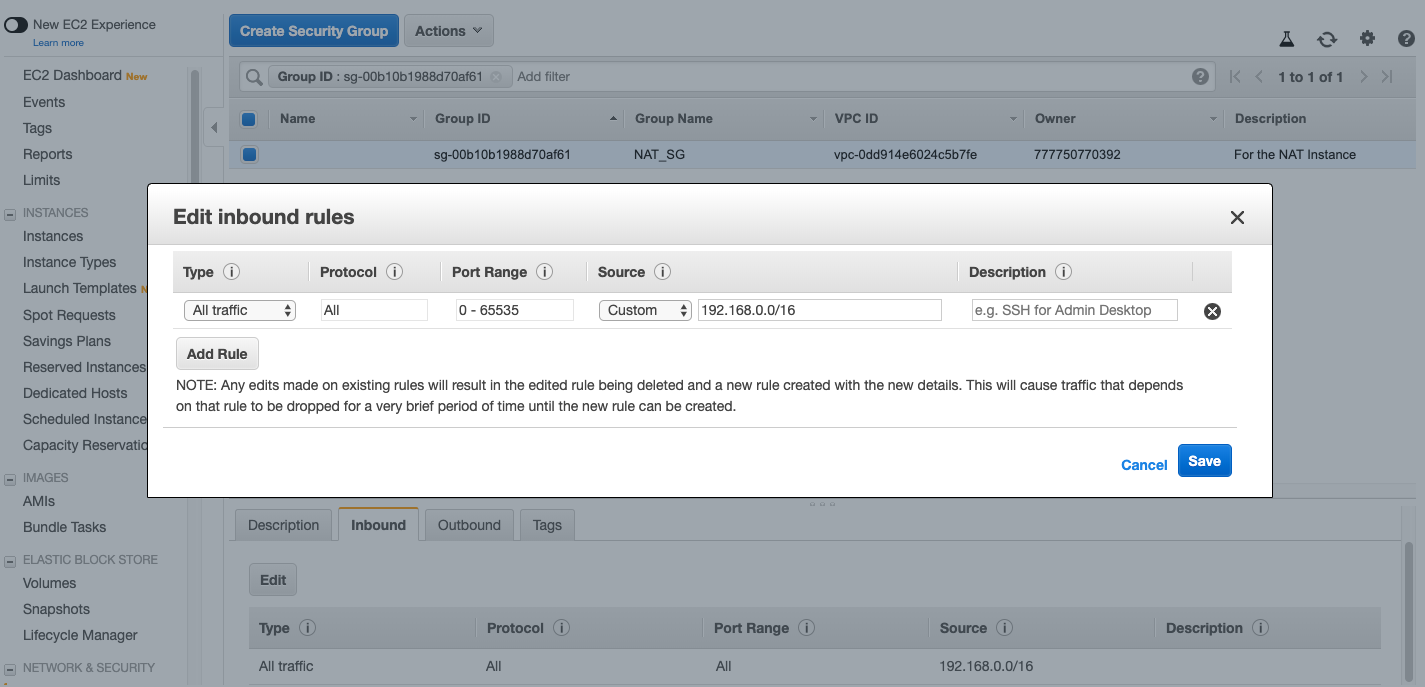 New EC2 Experience
Learn more
EC2 Dashboard New
Events
Tags
Reports
Limits
INSTANCES
Instances
Instance Types
Launch Templates
Spot Requests
Savings Plans
Reserved Instances
Dedicated Hosts
Scheduled Instance
Capacity Reservatio
IMAGES
AMIs
Bundle Tasks
ELASTIC BLOCK STORE
Volumes
Snapshots
Lifecycle Manager
NETWORK & SECURITY
Create Security Group Actions
Group ID : sg-00b10b1988d70af61 Add filter 1 to 1 of 1
Name Group ID Group Name VPC ID Owner Description
sg-00b10b1988d70af61 NAT_SG vpc-0dd914e6024c5b7fe 777750770392 For the NAT Instance
Edit inbound rules
Type Protocol Port Range Source Description
All traffic All 0 - 65535 Custom 192.168.0.0/16 e.g. SSH for Admin Desktop
Add Rule
NOTE: Any edits made on existing rules will result in the edited rule being deleted and a new rule created with the new details. This will cause traffic that depends
on that rule to be dropped for a very brief period of time until the new rule can be created.
Cancel Save
Description Inbound Outbound Tags
Edit
Type Protocol Port Range Source Description
All traffic All All 192.168.0.0/16